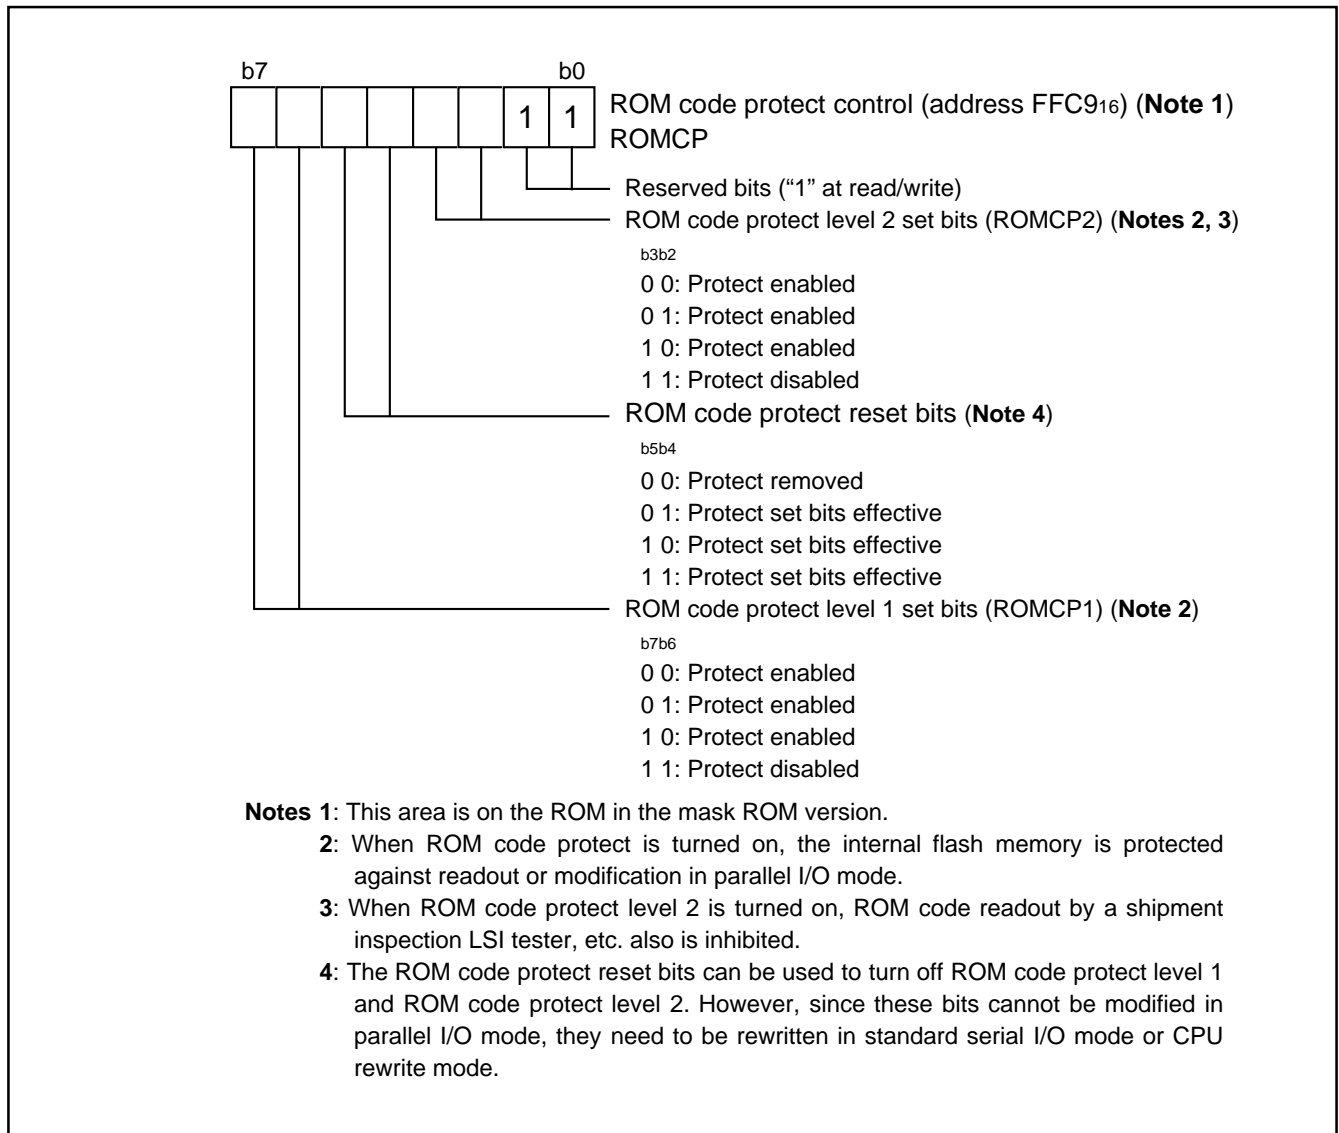 b7 b0
1 1 ROM code protect control (address FFC916) (Note 1)
ROMCP
Reserved bits (“1” at read/write)
ROM code protect level 2 set bits (ROMCP2) (Notes 2, 3)
b3b2
0 0: Protect enabled
0 1: Protect enabled
1 0: Protect enabled
1 1: Protect disabled
ROM code protect reset bits (Note 4)
b5b4
0 0: Protect removed
0 1: Protect set bits effective
1 0: Protect set bits effective
1 1: Protect set bits effective
ROM code protect level 1 set bits (ROMCP1) (Note 2)
b7b6
0 0: Protect enabled
0 1: Protect enabled
1 0: Protect enabled
1 1: Protect disabled
Notes 1: This area is on the ROM in the mask ROM version.
2: When ROM code protect is turned on, the internal flash memory is protected
against readout or modification in parallel I/O mode.
3: When ROM code protect level 2 is turned on, ROM code readout by a shipment
inspection LSI tester, etc. also is inhibited.
4: The ROM code protect reset bits can be used to turn off ROM code protect level 1
and ROM code protect level 2. However, since these bits cannot be modified in
parallel I/O mode, they need to be rewritten in standard serial I/O mode or CPU
rewrite mode.